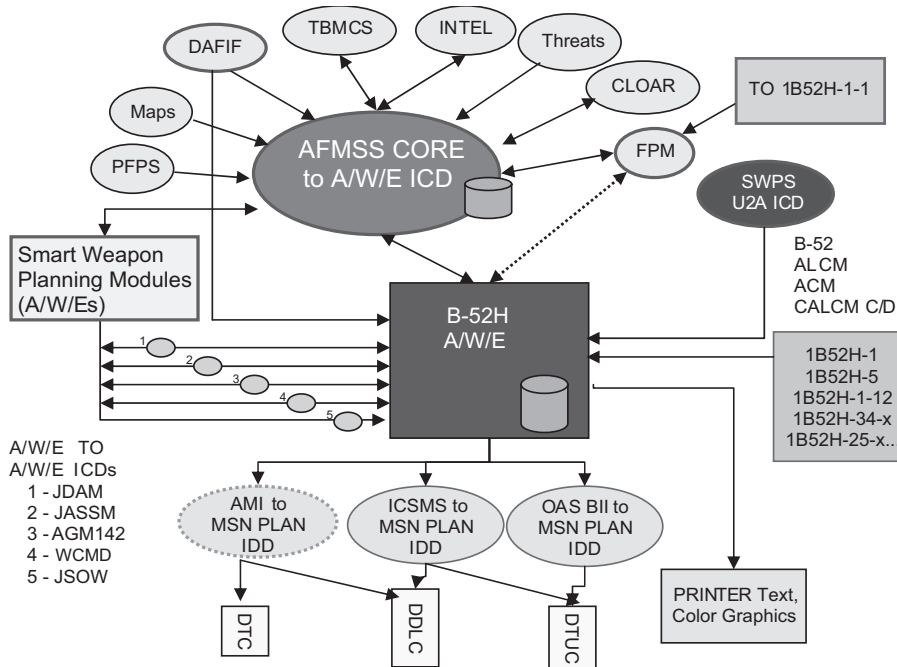 TBMCS
INTEL
DAFIF
Threats
CLOAR
TO 1B52H-1-1
Maps
AFMSS CORE
to A/W/E ICD
FPM
PFPS
SWPS
U2A ICD
Smart Weapon
Planning Modules
(A/W/Es)
B-52
ALCM
ACM
CALCM C/D
B-52H
A/W/E
1
2
3
4
5
1B52H-1
1B52H-5
1B52H-1-12
1B52H-34-x
1B52H-25-x...
A/W/E TO
A/W/E ICDs
1 - JDAM
2 - JASSM
3 - AGM142
4 - WCMD
5 - JSOW
AMI to
MSN PLAN
IDD
ICSMS to
MSN PLAN
IDD
OAS BII to
MSN PLAN
IDD
PRINTER Text,
Color Graphics
DTC
DDLC
DTUC